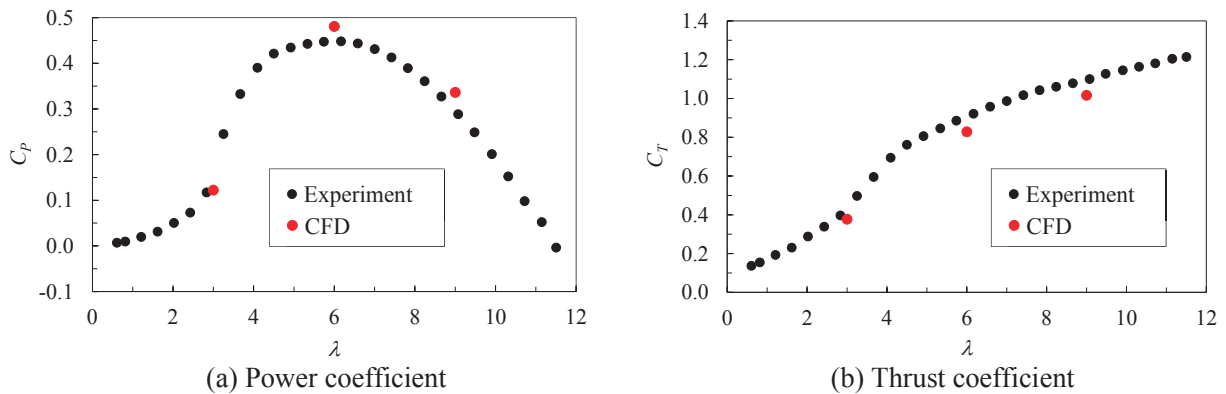 0.5
0.4
0.3
0.2
0.1
0.0
-0.1
C_P
0 2 4 6 8 10 12
λ
Experiment
CFD
(a) Power coefficient
1.4
1.2
1.0
0.8
0.6
0.4
0.2
0.0
C_T
0 2 4 6 8 10 12
λ
Experiment
CFD
(b) Thrust coefficient